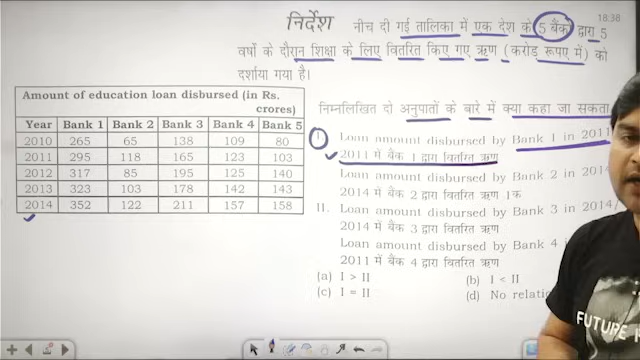 18:38
निर्देश नीच दी गई तालिका में एक देश के 5 बैंकों द्वारा 5
वर्षों के दौरान शिक्षा के लिए वितरित किए गए ऋण (करोड़ रूपए में) को
दर्शाया गया है।
Amount of education loan disbursed (in Rs. crores)
Year Bank 1 Bank 2 Bank 3 Bank 4 Bank 5
2010 265 65 138 109 80
2011 295 118 165 123 103
2012 317 85 195 125 140
2013 323 103 178 142 143
2014 352 122 211 157 158
निम्नलिखित दो अनुपातों के बारे में क्या कहा जा सकता
I. Loan amount disbursed by Bank 1 in 2011
2011 में बैंक 1 द्वारा वितरित ऋण
Loan amount disbursed by Bank 2 in 2014
2014 में बैंक 2 द्वारा वितरित ऋण
II. Loan amount disbursed by Bank 3 in 2014/
2014 में बैंक 3 द्वारा वितरित ऋण
Loan amount disbursed by Bank 4
2011 में बैंक 4 द्वारा वितरित ऋण
(a) I > II (b) I < II
(c) I = II (d) No
FUTURE